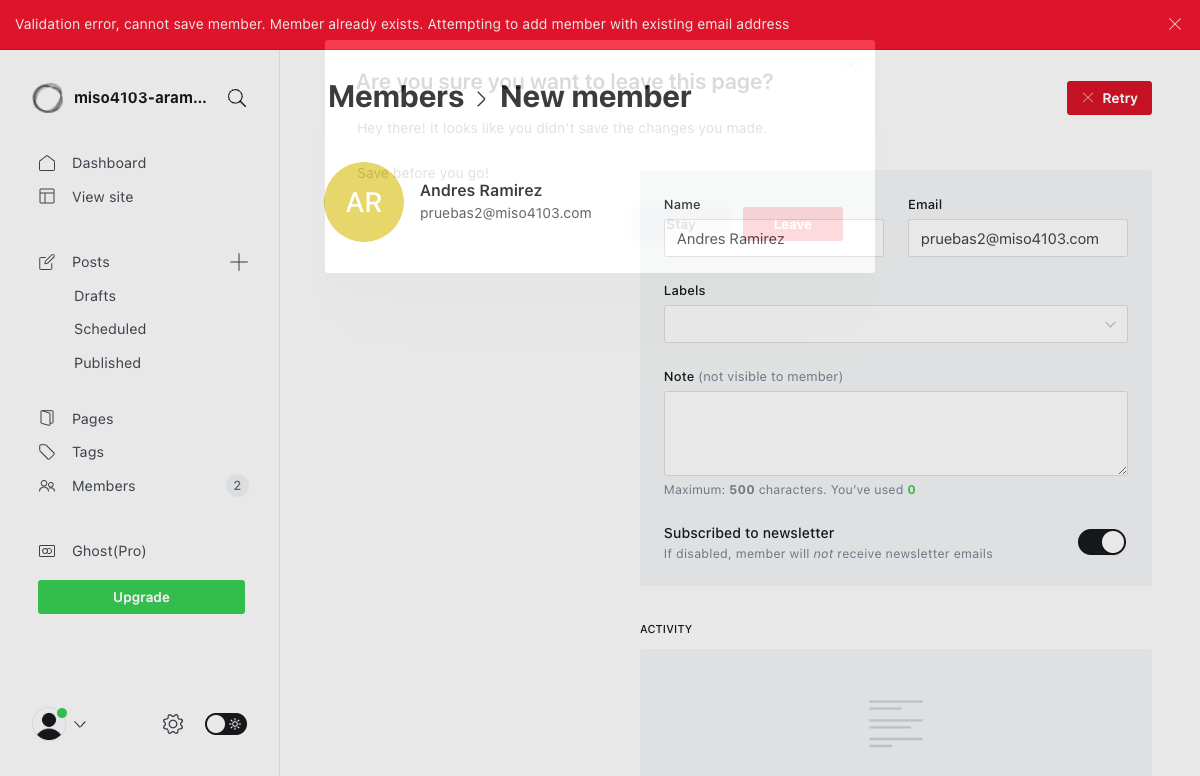 Validation error, cannot save member. Member already exists. Attempting to add member with existing email address
miso4103-aram...
Dashboard
View site
Posts
Drafts
Scheduled
Published
Pages
Tags
Members 2
Ghost(Pro)
Upgrade
Are you sure you want to leave this page?
Hey there! It looks like you didn't save the changes you made.
Save before you go!
Stay
Leave
Members > New member
Retry
AR
Andres Ramirez
pruebas2@miso4103.com
Name
Andres Ramirez
Email
pruebas2@miso4103.com
Labels
Note (not visible to member)
Maximum: 500 characters. You've used 0
Subscribed to newsletter
If disabled, member will not receive newsletter emails
ACTIVITY